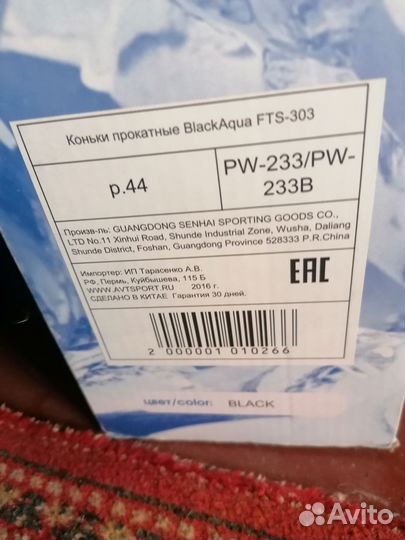 Коньки прокатные BlackAqua FTS-303
р.44
PW-233/PW-
233B
Произв-ль: GUANGDONG SENHAI SPORTING GOODS CO.,
LTD No.11 Xinhui Road, Shunde Industrial Zone, Wusha, Daliang
Shunde District, Foshan, Guangdong Province 528333 P.R.China
Импортер: ИП Тарасенко А.В.
РФ, Пермь, Куйбышева, 115 Б
WWW.AVTSPORT.RU 2016 г.
СДЕЛАНО В КИТАЕ Гарантия 30 дней.
EAC
2 000001 010266
цвет/color: BLACK
Avito